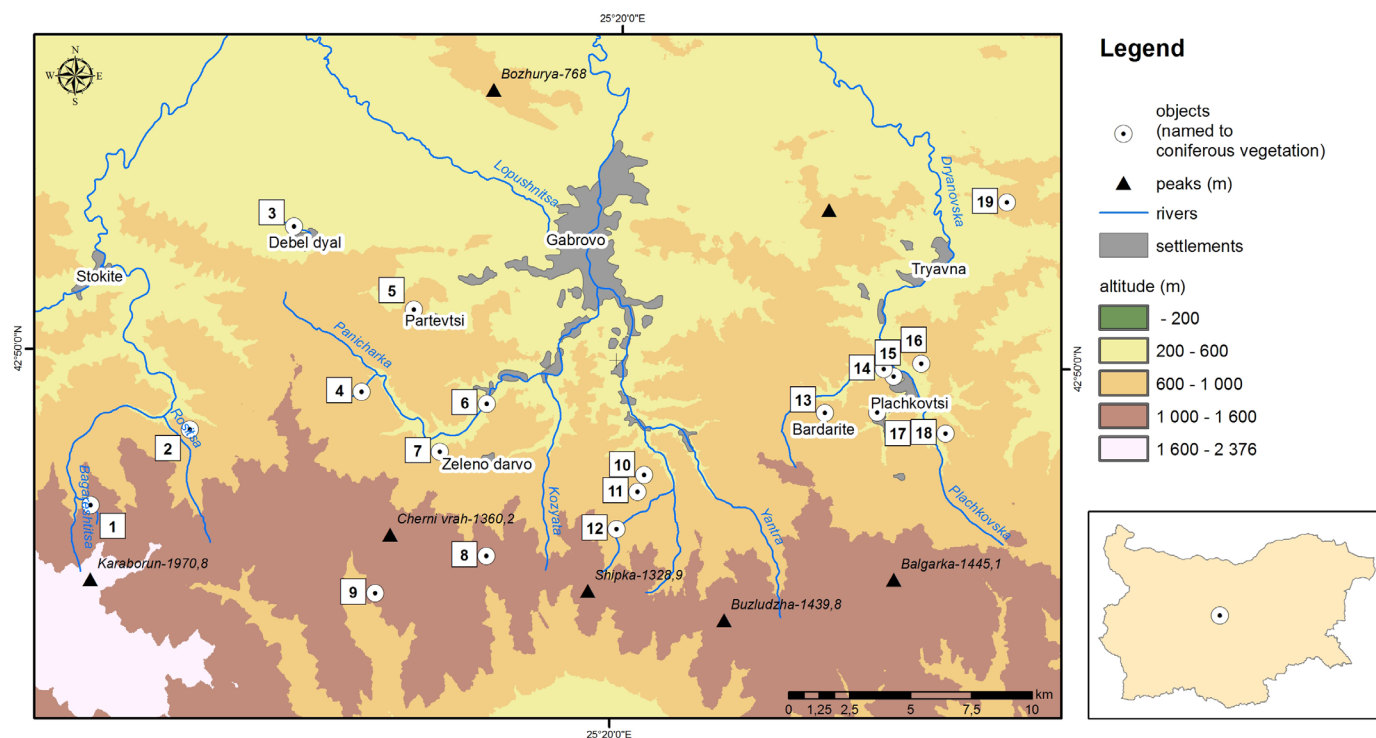 25°20'0"E
N
W E
S
Bozhurya-768
Lopushnitsa
Dryanovska
19
3
Debel dyal
Gabrovo
Stokite
Tryavna
5
Partevtsi
42°50'0"N
Panicharka
4
6
16
15
14
42°50'0"N
13
Plachkovtsi
Bardarite
17
18
Rositsa
2
7
Zeleno darvo
10
11
Bagareshtitsa
1
Kozyata
12
Yantra
Plachkovska
Cherni vrah-1360,2
8
Karaborun-1970,8
9
Shipka-1328,9
Balgarka-1445,1
Buzludzha-1439,8
km
0 1,25 2,5 5 7,5 10
25°20'0"E
Legend
objects
(named to
coniferous vegetation)
peaks (m)
rivers
settlements
altitude (m)
- 200
200 - 600
600 - 1 000
1 000 - 1 600
1 600 - 2 376